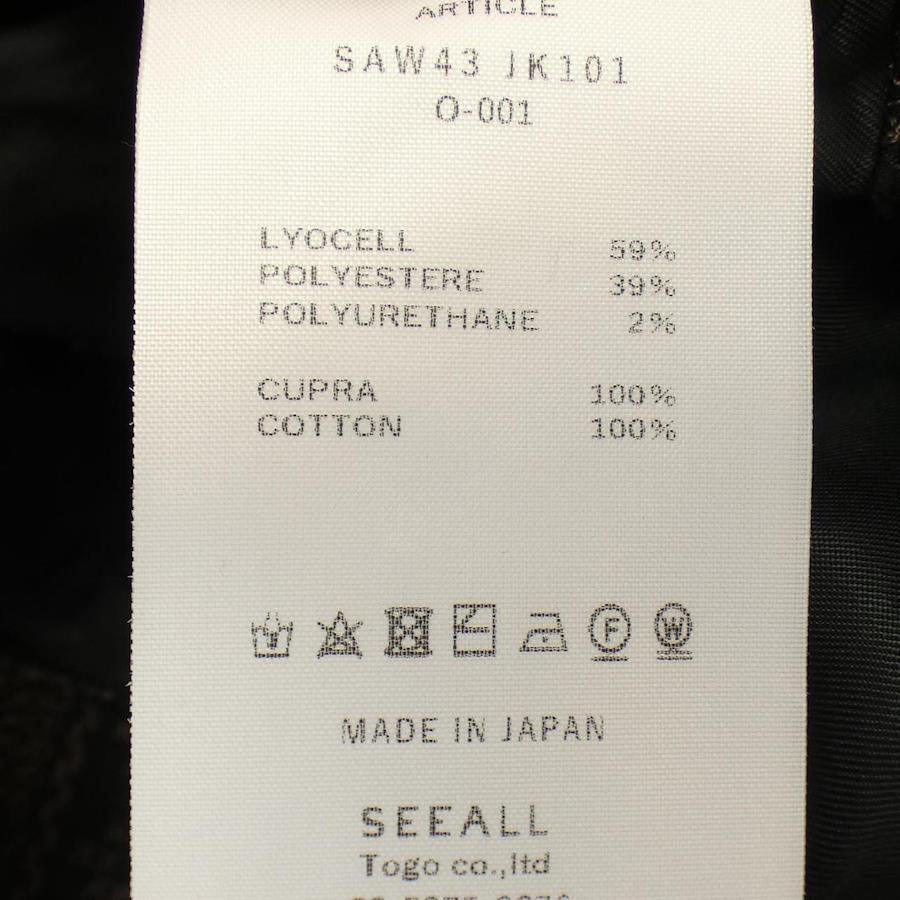 ARTICLE
SAW43 JK101
O-001
LYOCELL 59%
POLYESTERE 39%
POLYURETHANE 2%
CUPRA 100%
COTTON 100%
F W
MADE IN JAPAN
SEEALL
Togo co.,ltd